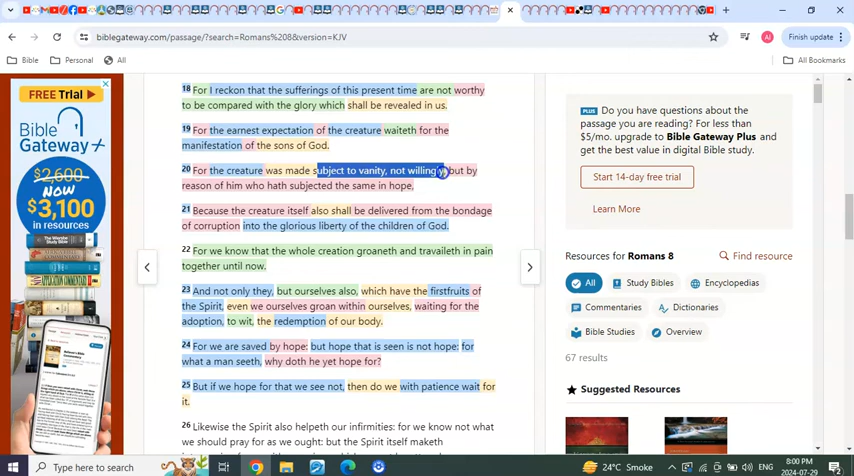 Finish update
biblegateway.com/passage/?search=Romans%208&version=KJV
AI
Bible
Personal
All
All Bookmarks
FREE Trial
BIBLE
GATEWAY+
$2,600
NOW
$3,100
in resources
18 For I reckon that the sufferings of this present time are not worthy
to be compared with the glory which shall be revealed in us.
19 For the earnest expectation of the creature waiteth for the
manifestation of the sons of God.
20 For the creature was made subject to vanity, not willingly, but by
reason of him who hath subjected the same in hope,
21 Because the creature itself also shall be delivered from the bondage
of corruption into the glorious liberty of the children of God.
22 For we know that the whole creation groaneth and travaileth in pain
together until now.
23 And not only they, but ourselves also, which have the firstfruits of
the Spirit, even we ourselves groan within ourselves, waiting for the
adoption, to wit, the redemption of our body.
24 For we are saved by hope: but hope that is seen is not hope: for
what a man seeth, why doth he yet hope for?
25 But if we hope for that we see not, then do we with patience wait for
it.
26 Likewise the Spirit also helpeth our infirmities: for we know not what
we should pray for as we ought: but the Spirit itself maketh
PLUS Do you have questions about the
passage you're reading? For less than
$5/mo. upgrade to Bible Gateway Plus and
get the best value in digital Bible study.
Start 14-day free trial
Learn More
Resources for Romans 8
Find resource
All
Study Bibles
Encyclopedias
Commentaries
Dictionaries
Bible Studies
Overview
67 results
Suggested Resources
Type here to search
24°C Smoke
ENG
8:00 PM
2024-07-29